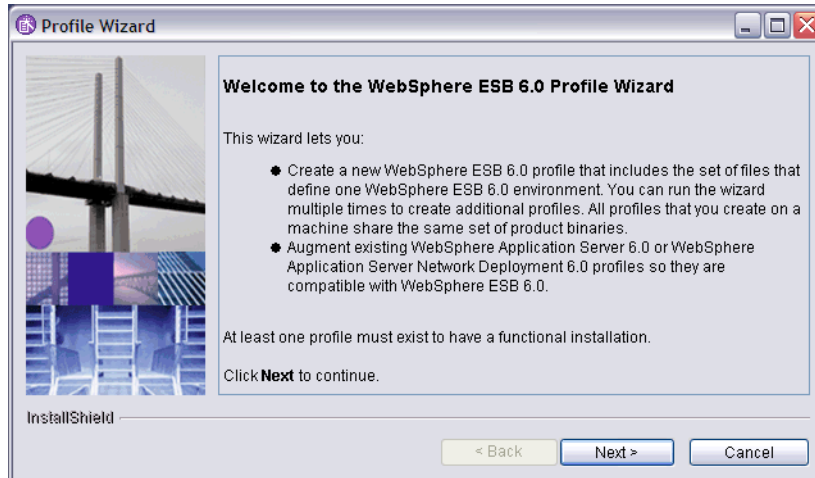 Profile Wizard
Welcome to the WebSphere ESB 6.0 Profile Wizard
This wizard lets you:
● Create a new WebSphere ESB 6.0 profile that includes the set of files that
define one WebSphere ESB 6.0 environment. You can run the wizard
multiple times to create additional profiles. All profiles that you create on a
machine share the same set of product binaries.
● Augment existing WebSphere Application Server 6.0 or WebSphere
Application Server Network Deployment 6.0 profiles so they are
compatible with WebSphere ESB 6.0.
At least one profile must exist to have a functional installation.
Click Next to continue.
InstallShield
< Back
Next >
Cancel